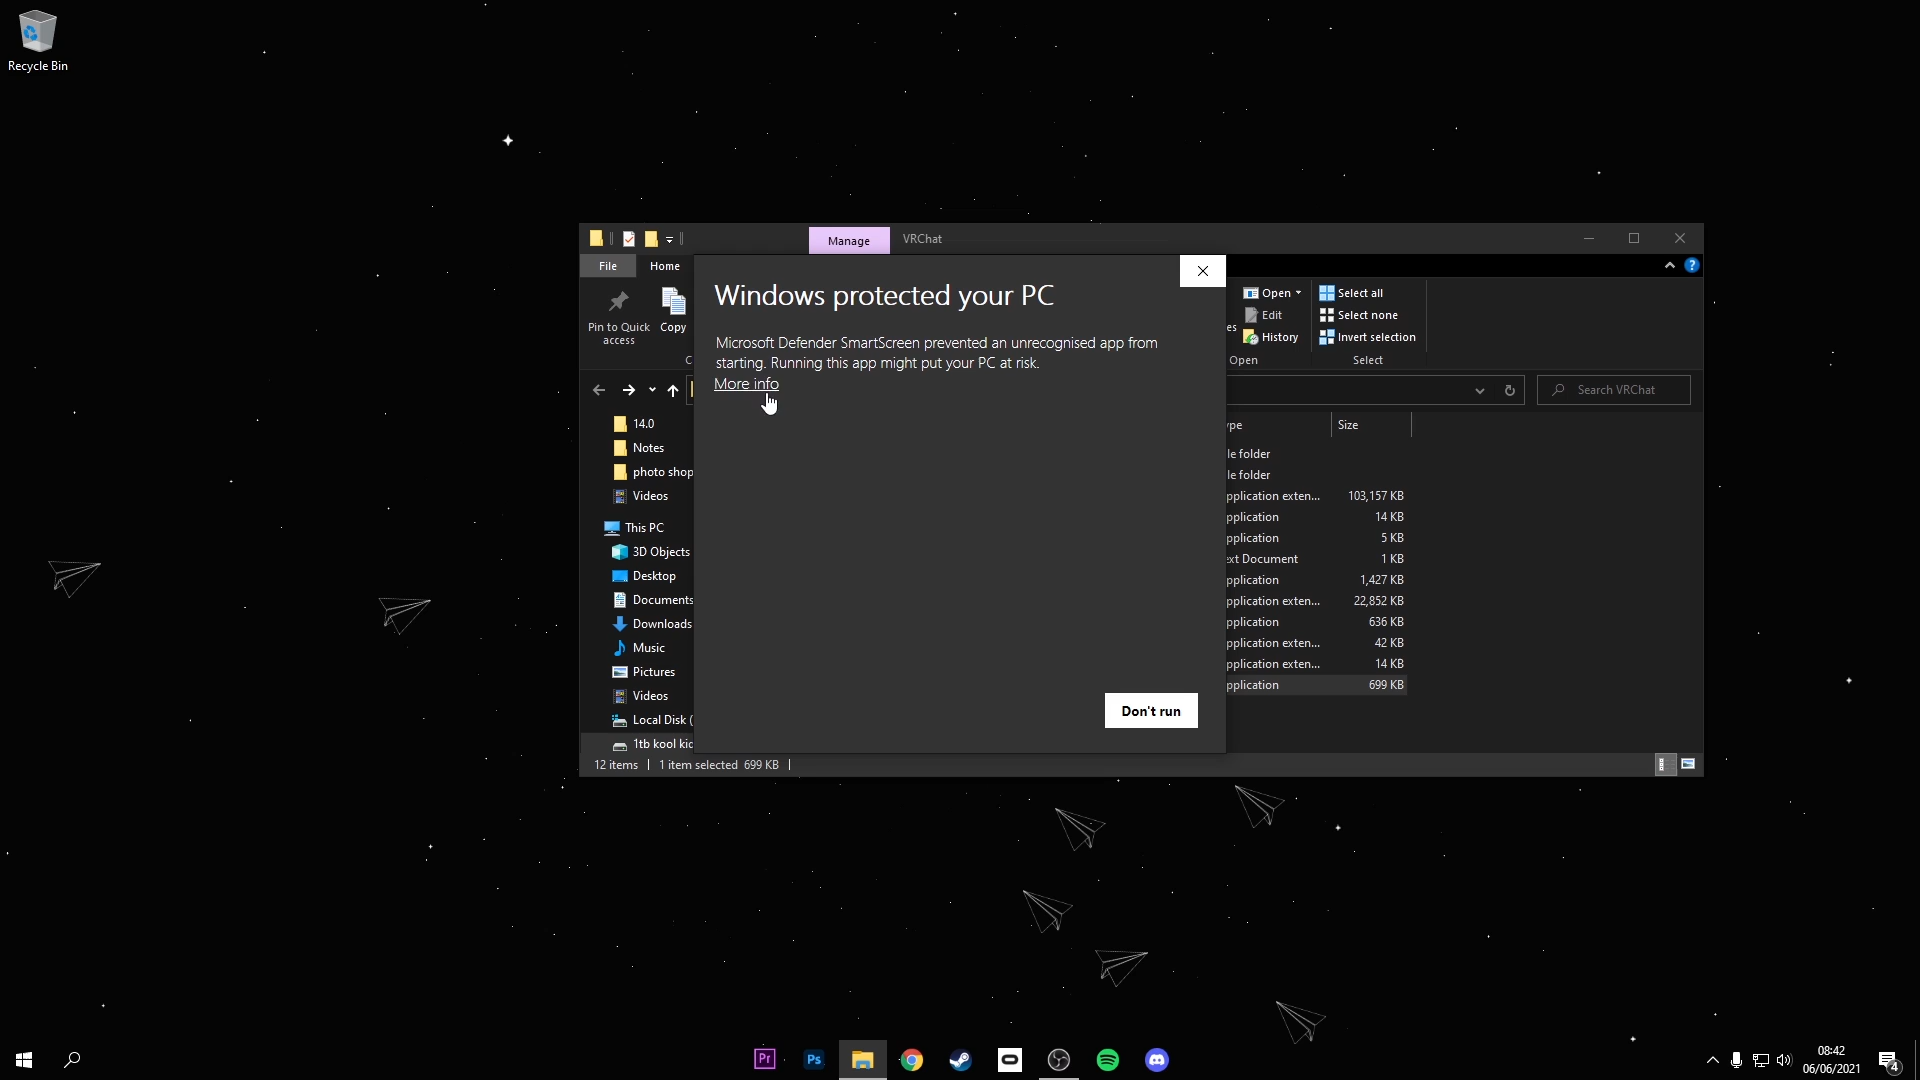 Recycle Bin
Manage
VRChat
File
Home
Pin to Quick access
Copy
Open
Edit
History
Open
Select all
Select none
Invert selection
Select
Search VRChat
Windows protected your PC
Microsoft Defender SmartScreen prevented an unrecognised app from
starting. Running this app might put your PC at risk.
More info
Don't run
14.0
Notes
photo shop
Videos
This PC
3D Objects
Desktop
Documents
Downloads
Music
Pictures
Videos
Local Disk (
1tb kool kic
ype
Size
le folder
le folder
pplication exten... 103,157 KB
pplication 14 KB
pplication 5 KB
ext Document 1 KB
pplication 1,427 KB
pplication exten... 22,852 KB
pplication 636 KB
pplication exten... 42 KB
pplication exten... 14 KB
pplication 699 KB
12 items
1 item selected 699 KB
Pr
Ps
08:42
06/06/2021
4